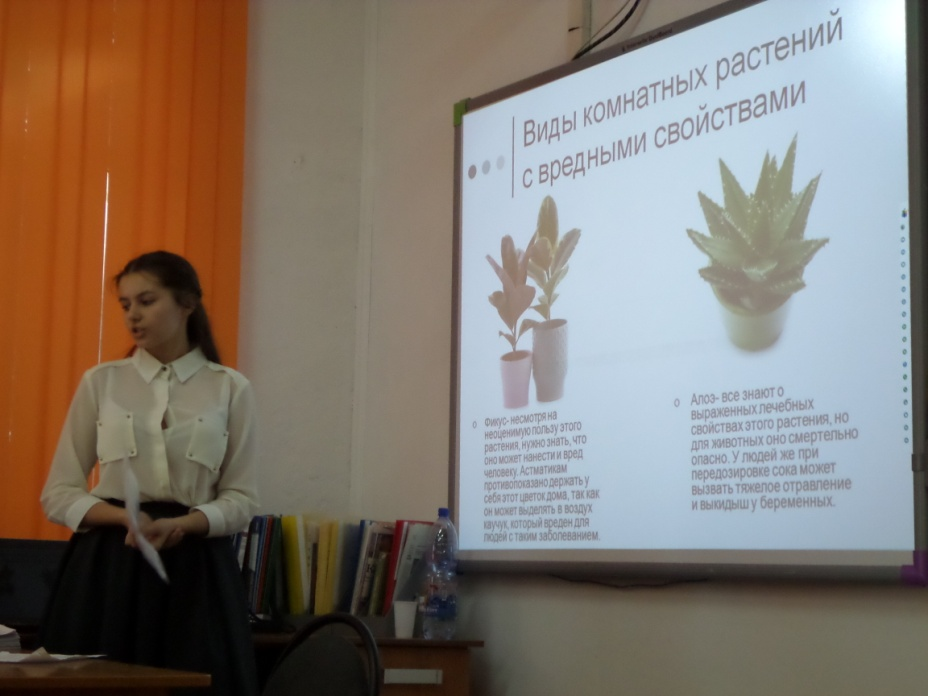 Виды комнатных растений
с вредными свойствами
Фикус- несмотря на
неоценимую пользу этого
растения, нужно знать, что
оно может нанести и вред
человеку. Астматикам
противопоказано держать у
себя этот цветок дома, так как
он может выделять в воздух
каучук, который вреден для
людей с таким заболеванием.
Алоэ- все знают о
выраженных лечебных
свойствах этого растения, но
для животных оно смертельно
опасно. У людей же при
передозировке сока может
вызвать тяжелое отравление
и выкидыш у беременных.